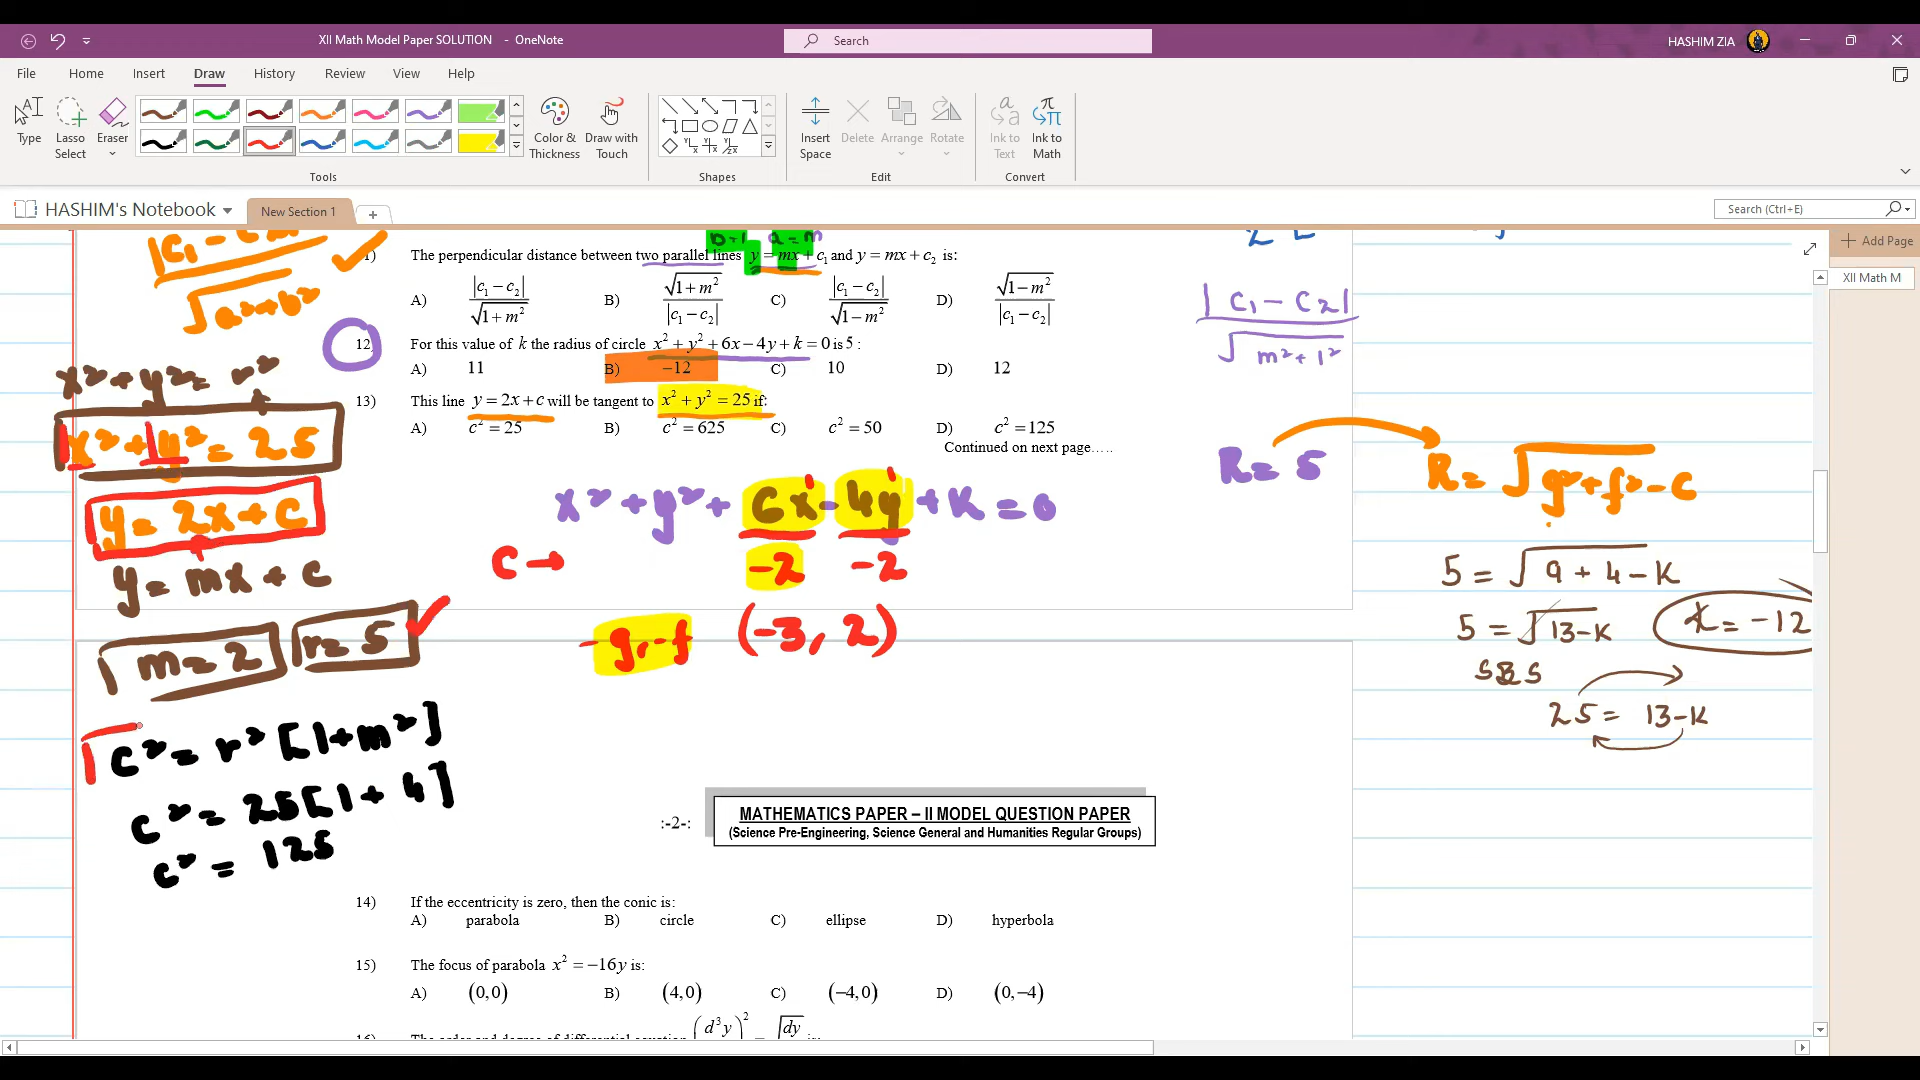 XII Math Model Paper SOLUTION - OneNote
Search
HASHIM ZIA
File Home Insert Draw History Review View Help
Type
Lasso Select
Eraser
Color & Thickness
Draw with Touch
Insert Space
Delete
Arrange
Rotate
Ink to Text
Ink to Math
Tools
Shapes
Edit
Convert
HASHIM's Notebook
New Section 1
Search (Ctrl+E)
Add Page
XII Math M
b=1 a=m
The perpendicular distance between two parallel lines y = mx + c₁ and y = mx + c₂ is:
A) |c₁ − c₂| / √(1 + m²) B) √(1 + m²) / |c₁ − c₂| C) |c₁ − c₂| / √(1 − m²) D) √(1 − m²) / |c₁ − c₂|
√(a²+b²)
|C₁ − C₂| / √(m² + 1²)
12) For this value of k the radius of circle x² + y² + 6x − 4y + k = 0 is 5 :
A) 11 B) −12 C) 10 D) 12
13) This line y = 2x + c will be tangent to x² + y² = 25 if:
A) c² = 25 B) c² = 625 C) c² = 50 D) c² = 125
Continued on next page.….
x² + y² = r²
x² + y² = 25
y = 2x + c
y = mx + c
m = 2 r = 5
c² = r² [1+m²]
c² = 25[1 + 4]
c² = 125
x² + y² + 6x - 4y + K = 0
C → -2 -2
-g, -f (-3, 2)
R = 5 R = √(g² + f² - c)
5 = √(9 + 4 - K)
5 = √(13-K) K = -12
25 = 13-K
:-2-:
MATHEMATICS PAPER – II MODEL QUESTION PAPER
(Science Pre-Engineering, Science General and Humanities Regular Groups)
14) If the eccentricity is zero, then the conic is:
A) parabola B) circle C) ellipse D) hyperbola
15) The focus of parabola x² = −16y is:
A) (0,0) B) (4,0) C) (−4,0) D) (0,−4)